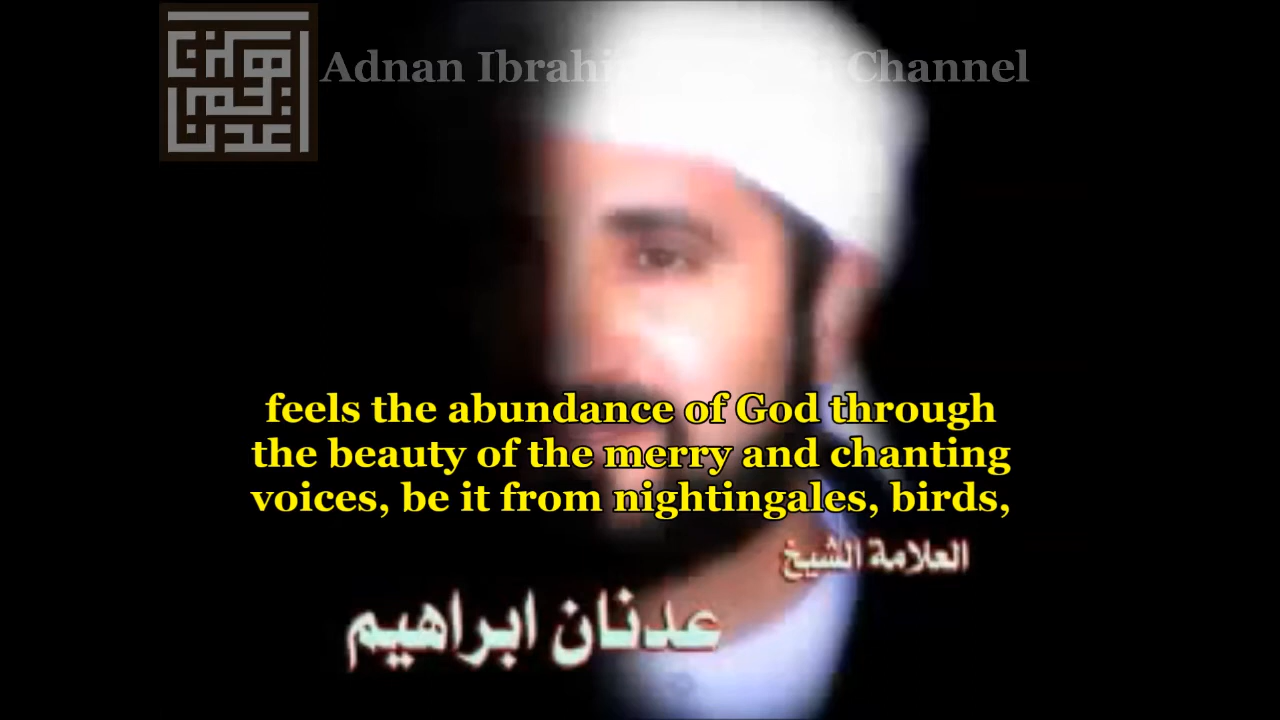 Adnan Ibrahim Channel
feels the abundance of God through
the beauty of the merry and chanting
voices, be it from nightingales, birds,
العلامة الشيخ
عدنان ابراهيم